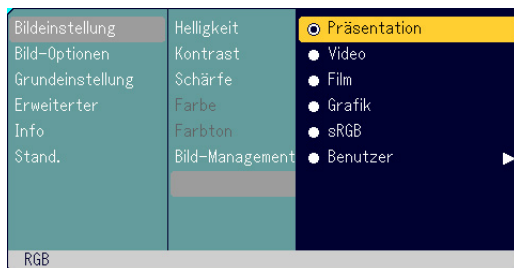 Bildeinstellung
Bild-Optionen
Grundeinstellung
Erweiterter
Info
Stand.
Helligkeit
Kontrast
Schärfe
Farbe
Farbton
Bild-Management
Präsentation
Video
Film
Grafik
sRGB
Benutzer
RGB